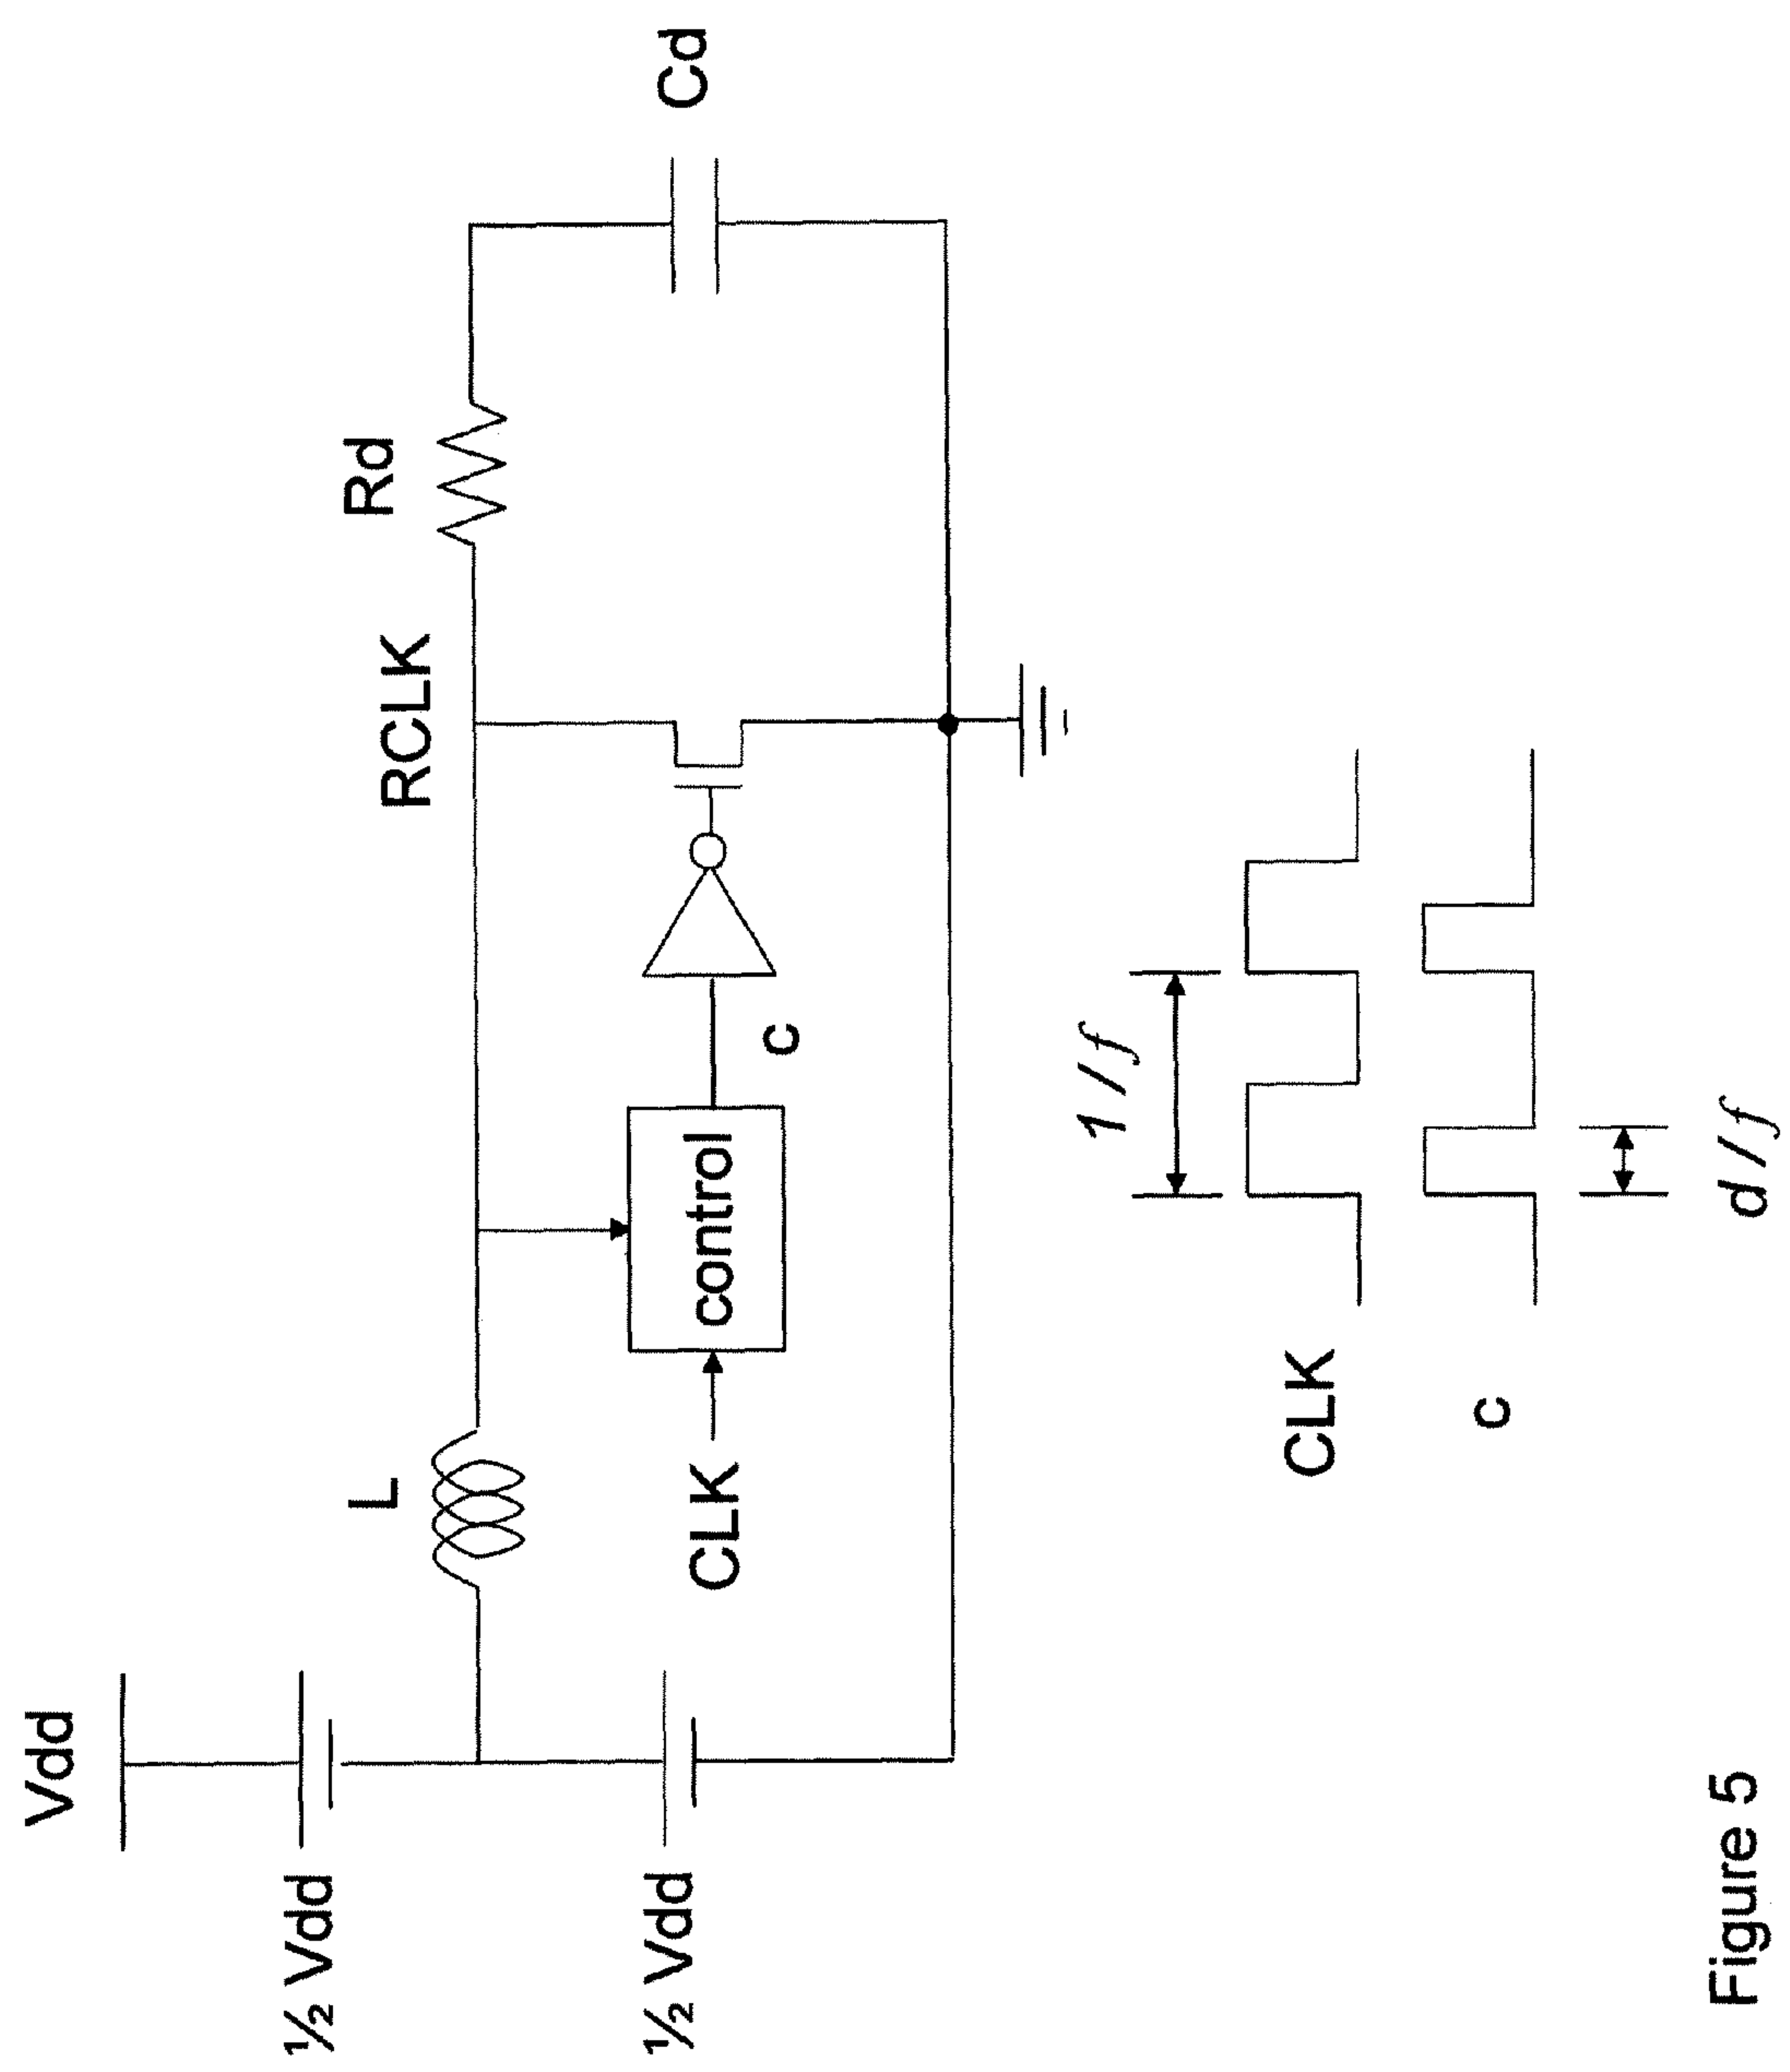 Vdd
½ Vdd
½ Vdd
L
RCLK
Rd
Cd
CLK
control
c
CLK
1/f
c
d/f
Figure 5